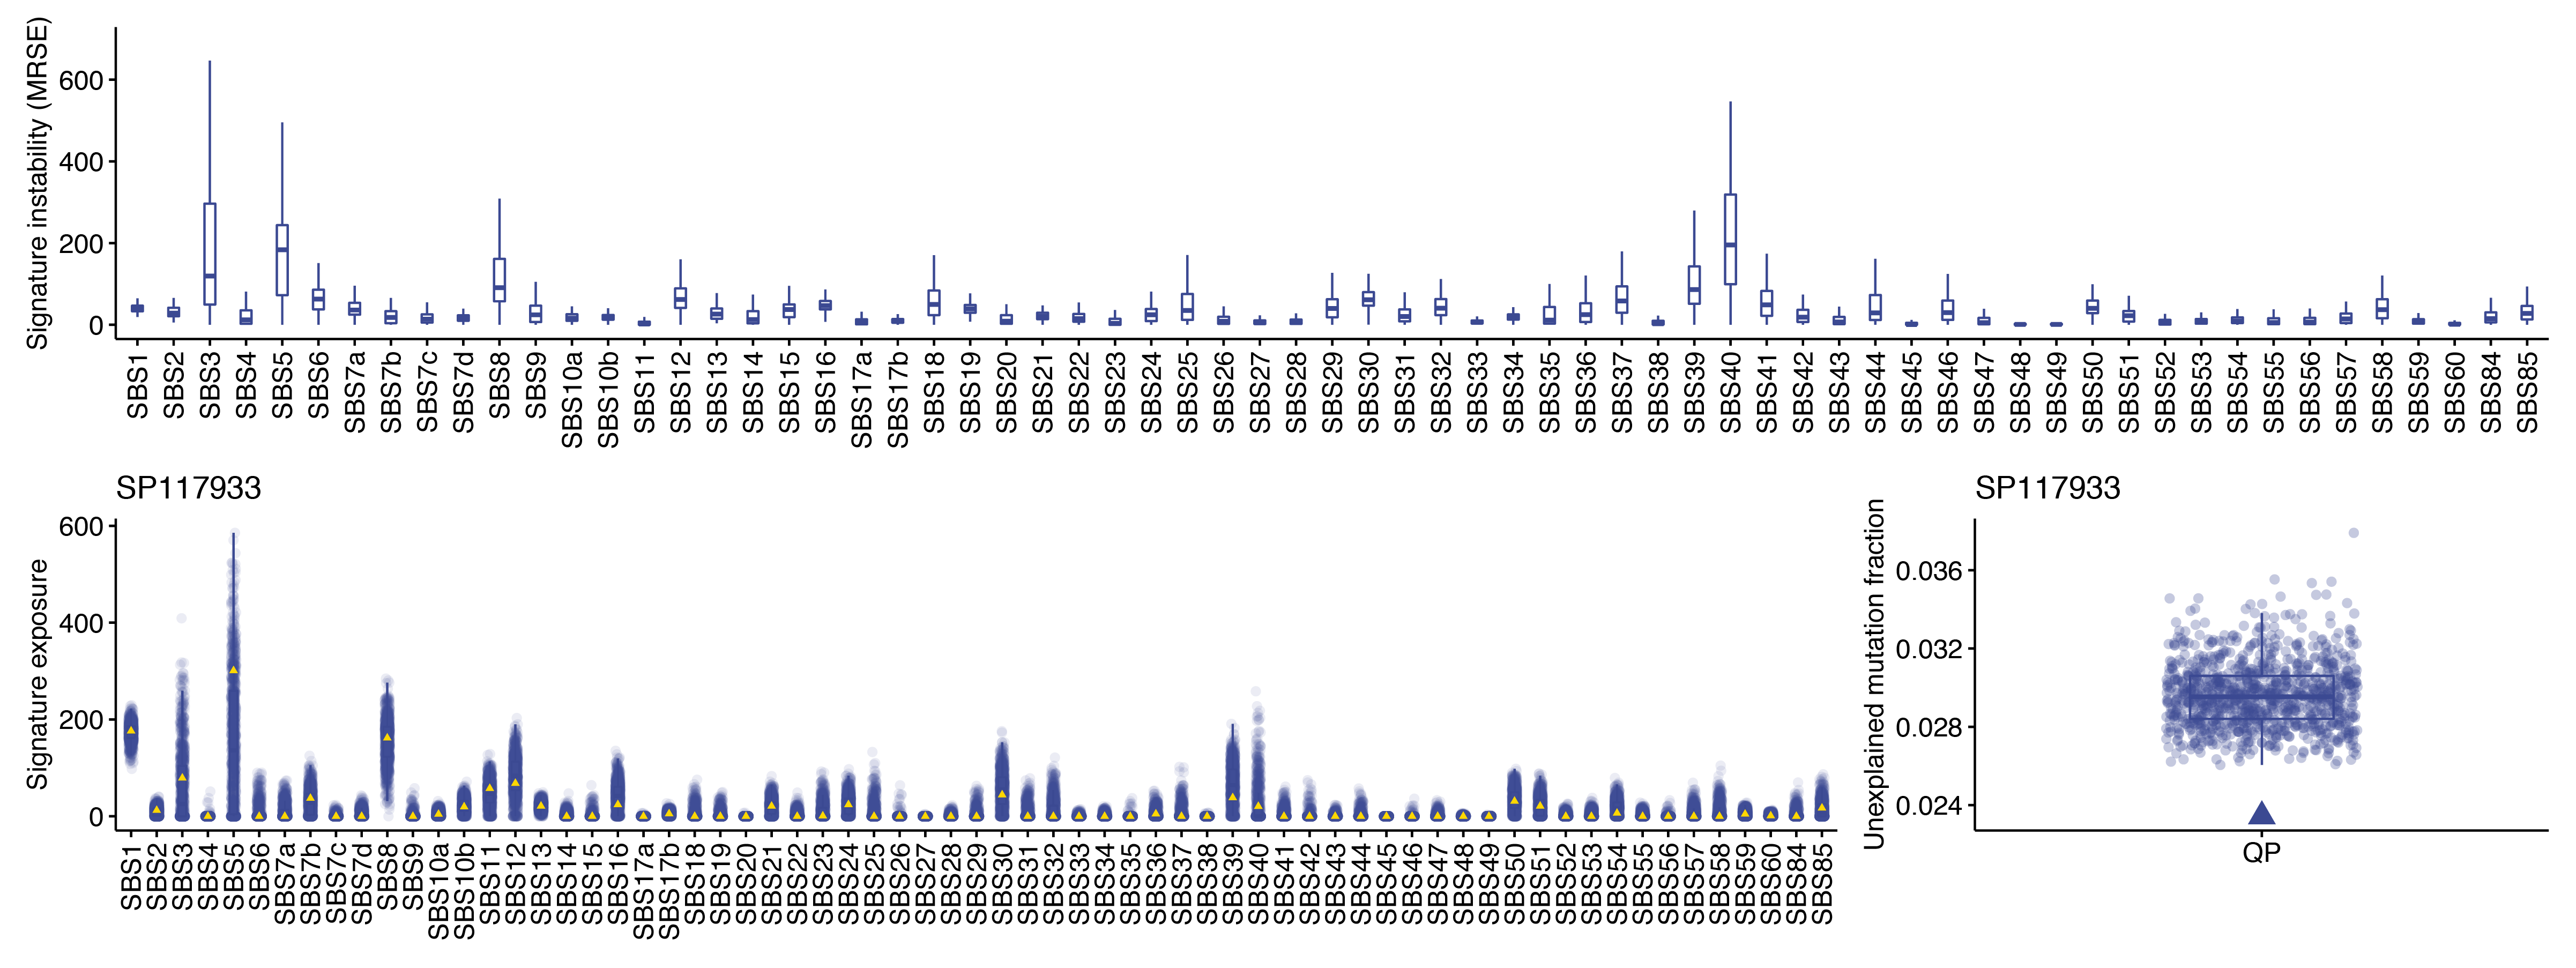 Signature instability (MRSE)
600
400
200
0
SBS1 SBS2 SBS3 SBS4 SBS5 SBS6 SBS7a SBS7b SBS7c SBS7d SBS8 SBS9 SBS10a SBS10b SBS11 SBS12 SBS13 SBS14 SBS15 SBS16 SBS17a SBS17b SBS18 SBS19 SBS20 SBS21 SBS22 SBS23 SBS24 SBS25 SBS26 SBS27 SBS28 SBS29 SBS30 SBS31 SBS32 SBS33 SBS34 SBS35 SBS36 SBS37 SBS38 SBS39 SBS40 SBS41 SBS42 SBS43 SBS44 SBS45 SBS46 SBS47 SBS48 SBS49 SBS50 SBS51 SBS52 SBS53 SBS54 SBS55 SBS56 SBS57 SBS58 SBS59 SBS60 SBS84 SBS85
SP117933
Signature exposure
600
400
200
0
SBS1 SBS2 SBS3 SBS4 SBS5 SBS6 SBS7a SBS7b SBS7c SBS7d SBS8 SBS9 SBS10a SBS10b SBS11 SBS12 SBS13 SBS14 SBS15 SBS16 SBS17a SBS17b SBS18 SBS19 SBS20 SBS21 SBS22 SBS23 SBS24 SBS25 SBS26 SBS27 SBS28 SBS29 SBS30 SBS31 SBS32 SBS33 SBS34 SBS35 SBS36 SBS37 SBS38 SBS39 SBS40 SBS41 SBS42 SBS43 SBS44 SBS45 SBS46 SBS47 SBS48 SBS49 SBS50 SBS51 SBS52 SBS53 SBS54 SBS55 SBS56 SBS57 SBS58 SBS59 SBS60 SBS84 SBS85
SP117933
Unexplained mutation fraction
0.036
0.032
0.028
0.024
QP